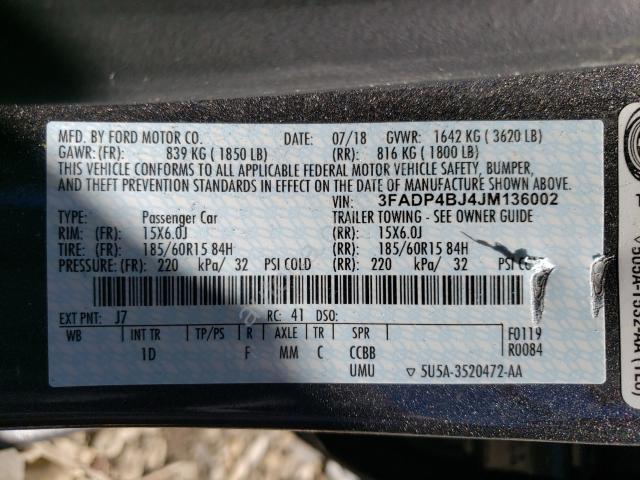 MFD. BY FORD MOTOR CO. DATE: 07/18 GVWR: 1642 KG ( 3620 LB)
GAWR: (FR): 839 KG ( 1850 LB) (RR): 816 KG ( 1800 LB)
THIS VEHICLE CONFORMS TO ALL APPLICABLE FEDERAL MOTOR VEHICLE SAFETY, BUMPER,
AND THEFT PREVENTION STANDARDS IN EFFECT ON THE DATE OF MANUFACTURE SHOWN ABOVE.
VIN: 3FADP4BJ4JM136002
TYPE: Passenger Car TRAILER TOWING - SEE OWNER GUIDE
RIM: (FR): 15X6.0J (RR): 15X6.0J
TIRE: (FR): 185/60R15 84H (RR): 185/60R15 84H
PRESSURE: (FR): 220 kPa/ 32 PSI COLD (RR): 220 kPa/ 32 PSI
EXT PNT: J7 RC: 41 DSO:
WB INT TR TP/PS R AXLE TR SPR F0119
1D F MM C CCBB R0084
UMU ▽ 5U5A-3520472-AA